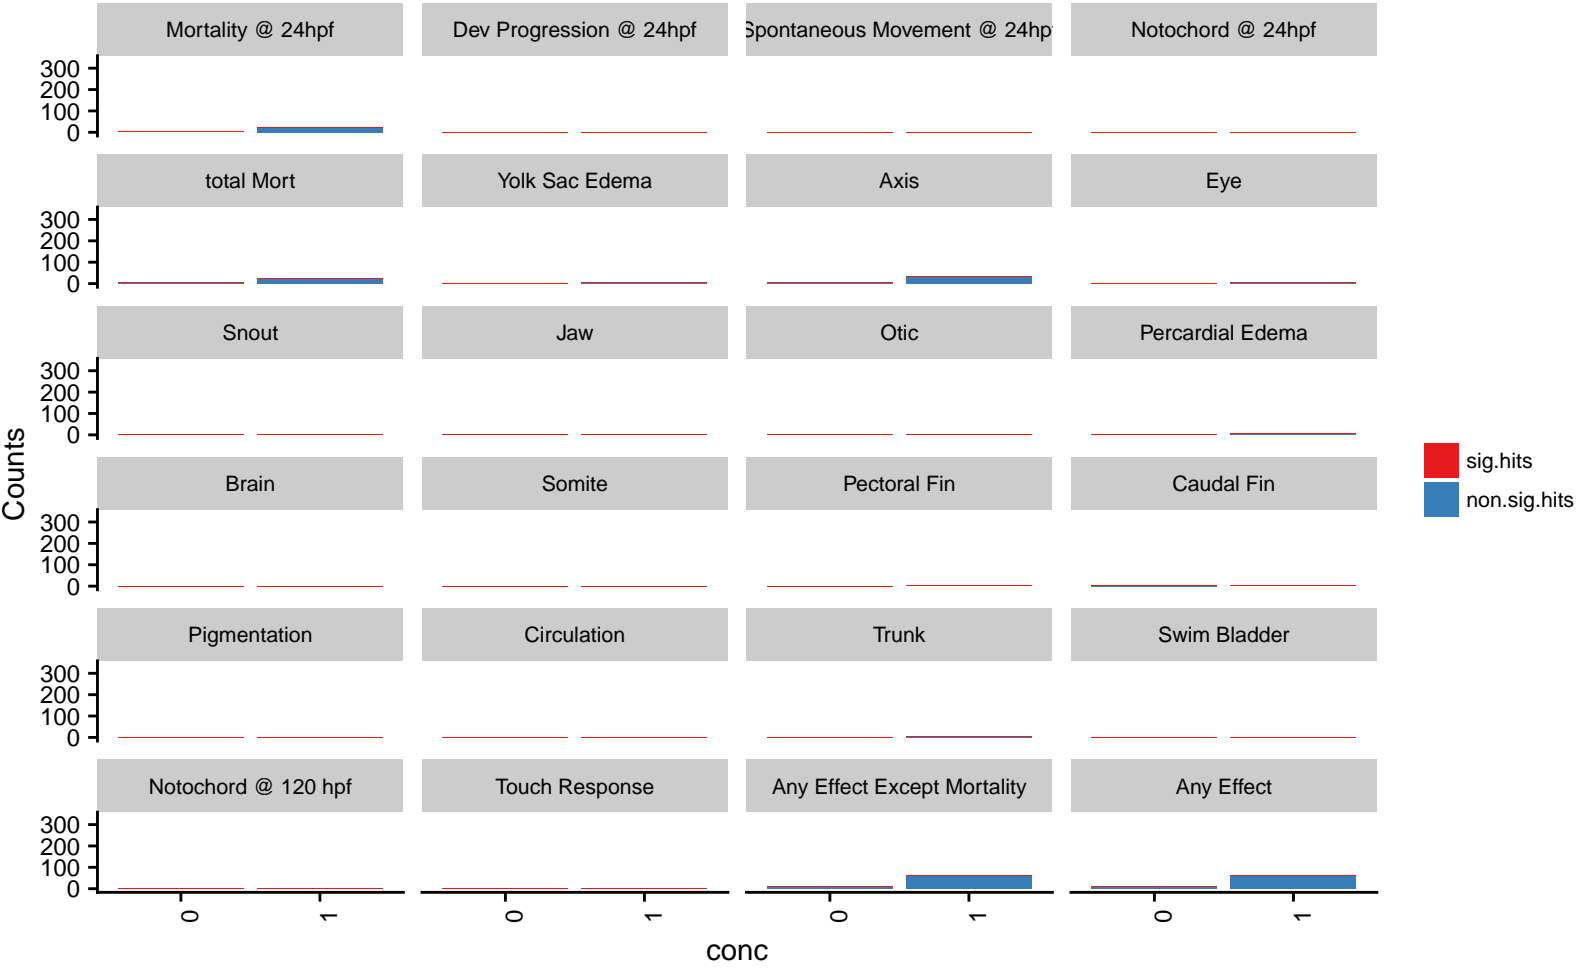 Mortality @ 24hpf
Dev Progression @ 24hpf
Spontaneous Movement @ 24hpf
Notochord @ 24hpf
300
200
100
0
total Mort
Yolk Sac Edema
Axis
Eye
300
200
100
0
Snout
Jaw
Otic
Percardial Edema
300
200
100
0
Counts
Brain
Somite
Pectoral Fin
Caudal Fin
sig.hits
non.sig.hits
300
200
100
0
Pigmentation
Circulation
Trunk
Swim Bladder
300
200
100
0
Notochord @ 120 hpf
Touch Response
Any Effect Except Mortality
Any Effect
300
200
100
0
0 1 0 1 0 1 0 1
conc